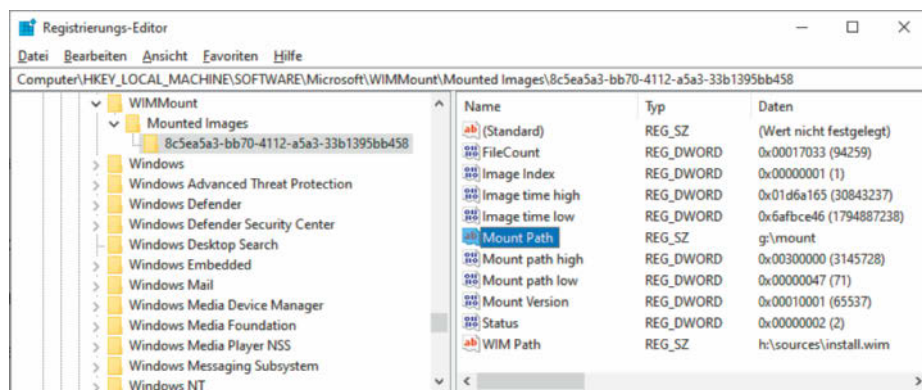 Registrierungs-Editor
Datei Bearbeiten Ansicht Favoriten Hilfe
Computer\HKEY_LOCAL_MACHINE\SOFTWARE\Microsoft\WIMMount\Mounted Images\8c5ea5a3-bb70-4112-a5a3-33b1395bb458
WIMMount
Mounted Images
8c5ea5a3-bb70-4112-a5a3-33b1395bb458
Windows
Windows Advanced Threat Protection
Windows Defender
Windows Defender Security Center
Windows Desktop Search
Windows Embedded
Windows Mail
Windows Media Device Manager
Windows Media Foundation
Windows Media Player NSS
Windows Messaging Subsystem
Windows NT
Name Typ Daten
(Standard) REG_SZ (Wert nicht festgelegt)
FileCount REG_DWORD 0x00017033 (94259)
Image Index REG_DWORD 0x00000001 (1)
Image time high REG_DWORD 0x01d6a165 (30843237)
Image time low REG_DWORD 0x6afbce46 (1794887238)
Mount Path REG_SZ g:\mount
Mount path high REG_DWORD 0x00300000 (3145728)
Mount path low REG_DWORD 0x00000047 (71)
Mount Version REG_DWORD 0x00010001 (65537)
Status REG_DWORD 0x00000002 (2)
WIM Path REG_SZ h:\sources\install.wim